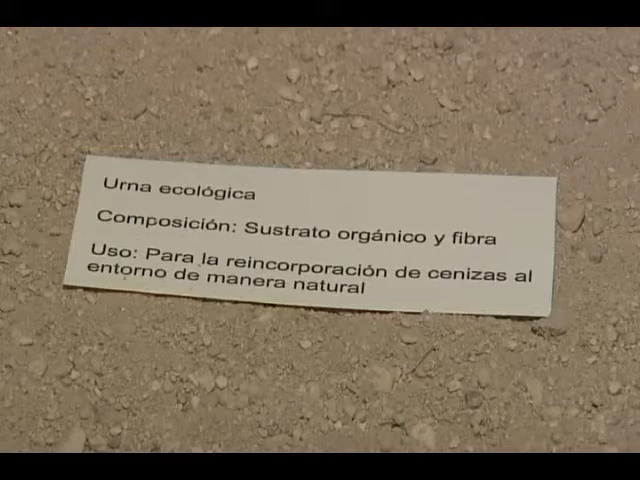 Urna ecológica
Composición: Sustrato orgánico y fibra
Uso: Para la reincorporación de cenizas al
entorno de manera natural